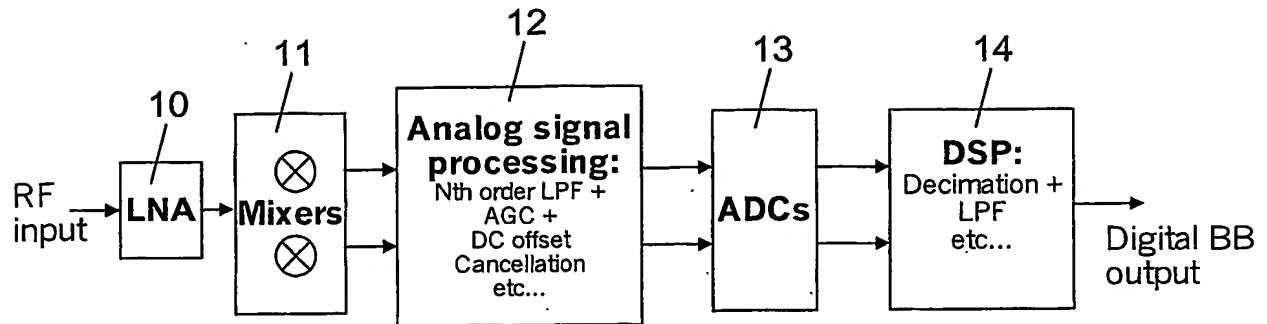 10
11
12
13
14
RF
input
LNA
Mixers
Analog signal
processing:
Nth order LPF +
AGC +
DC offset
Cancellation
etc...
ADCs
DSP:
Decimation +
LPF
etc...
Digital BB
output